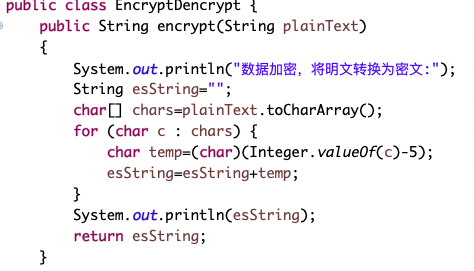 public class EncryptDencrypt {
public String encrypt(String plainText)
{
System.out.println("数据加密，将明文转换为密文:");
String esString="";
char[] chars=plainText.toCharArray();
for (char c : chars) {
char temp=(char)(Integer.valueOf(c)-5);
esString=esString+temp;
}
System.out.println(esString);
return esString;
}